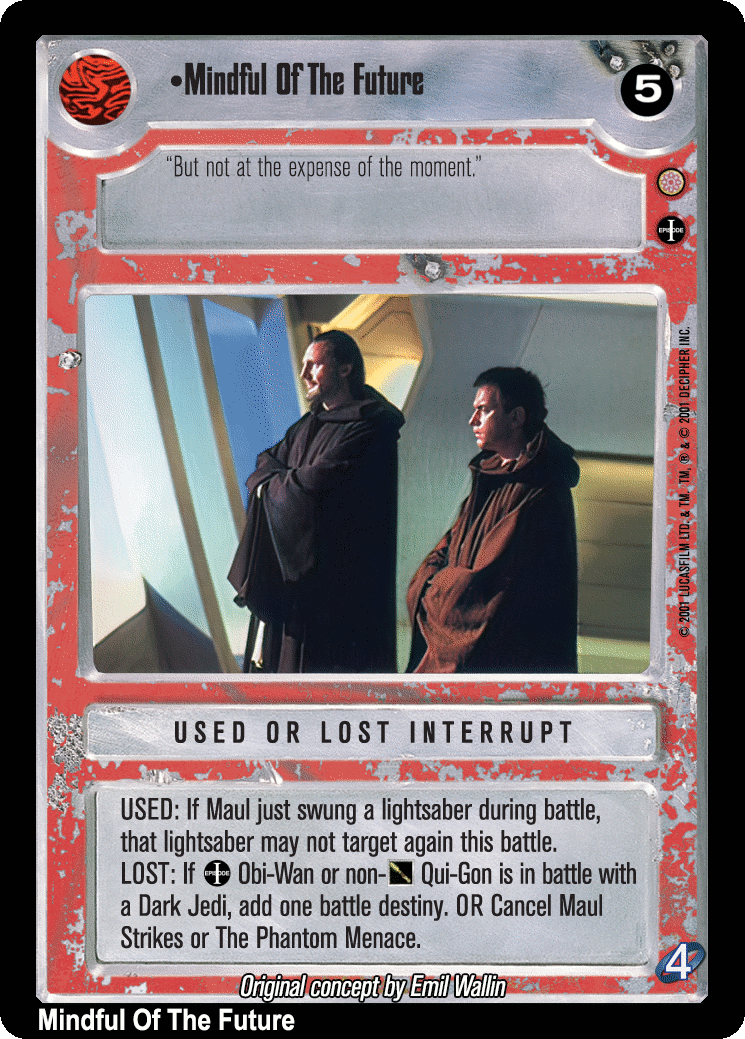 •Mindful Of The Future
5
“But not at the expense of the moment.”
EPISODE I
© 2001 LUCASFILM LTD. & TM. TM, ® & © 2001 DECIPHER INC.
USED OR LOST INTERRUPT
USED: If Maul just swung a lightsaber during battle,
that lightsaber may not target again this battle.
LOST: If EPISODE I Obi-Wan or non- Qui-Gon is in battle with
a Dark Jedi, add one battle destiny. OR Cancel Maul
Strikes or The Phantom Menace.
4
Original concept by Emil Wallin
Mindful Of The Future